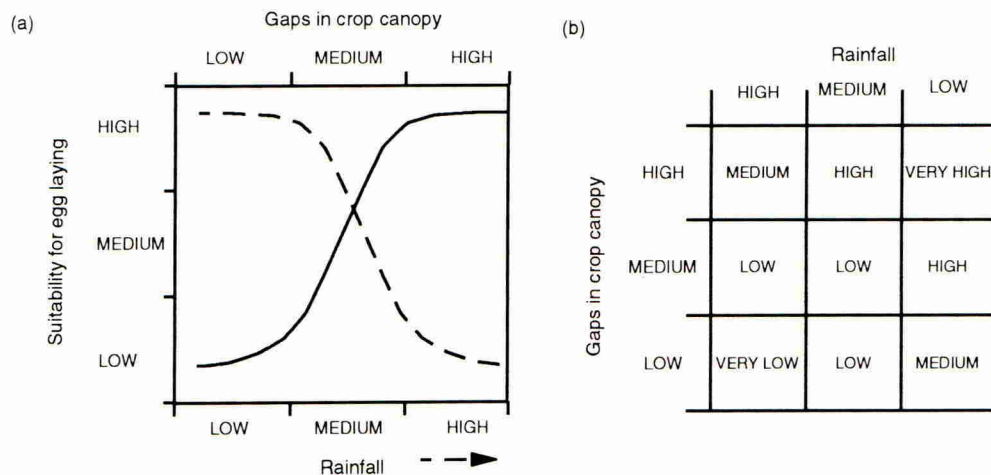 (a)
Gaps in crop canopy
LOW MEDIUM HIGH
Suitability for egg laying
HIGH
MEDIUM
LOW
LOW MEDIUM HIGH
Rainfall
(b)
Rainfall
HIGH MEDIUM LOW
Gaps in crop canopy
HIGH MEDIUM HIGH VERY HIGH
MEDIUM LOW LOW HIGH
LOW VERY LOW LOW MEDIUM